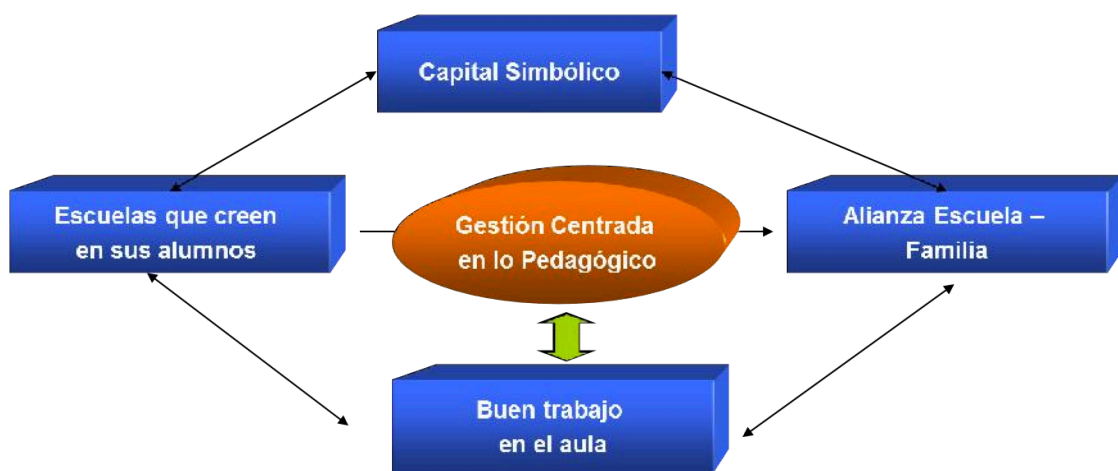 Capital Simbólico
Escuelas que creen
en sus alumnos
Gestión Centrada
en lo Pedagógico
Alianza Escuela –
Familia
Buen trabajo
en el aula